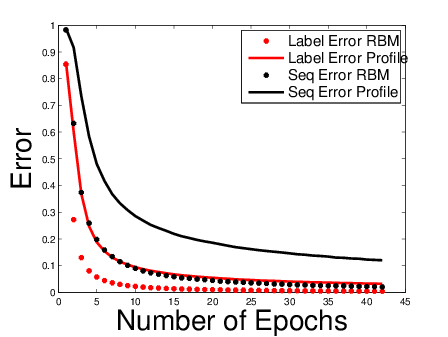 1
0.9
0.8
0.7
0.6
0.5
0.4
0.3
0.2
0.1
0
Error
Label Error RBM
Label Error Profile
Seq Error RBM
Seq Error Profile
0 5 10 15 20 25 30 35 40 45
Number of Epochs